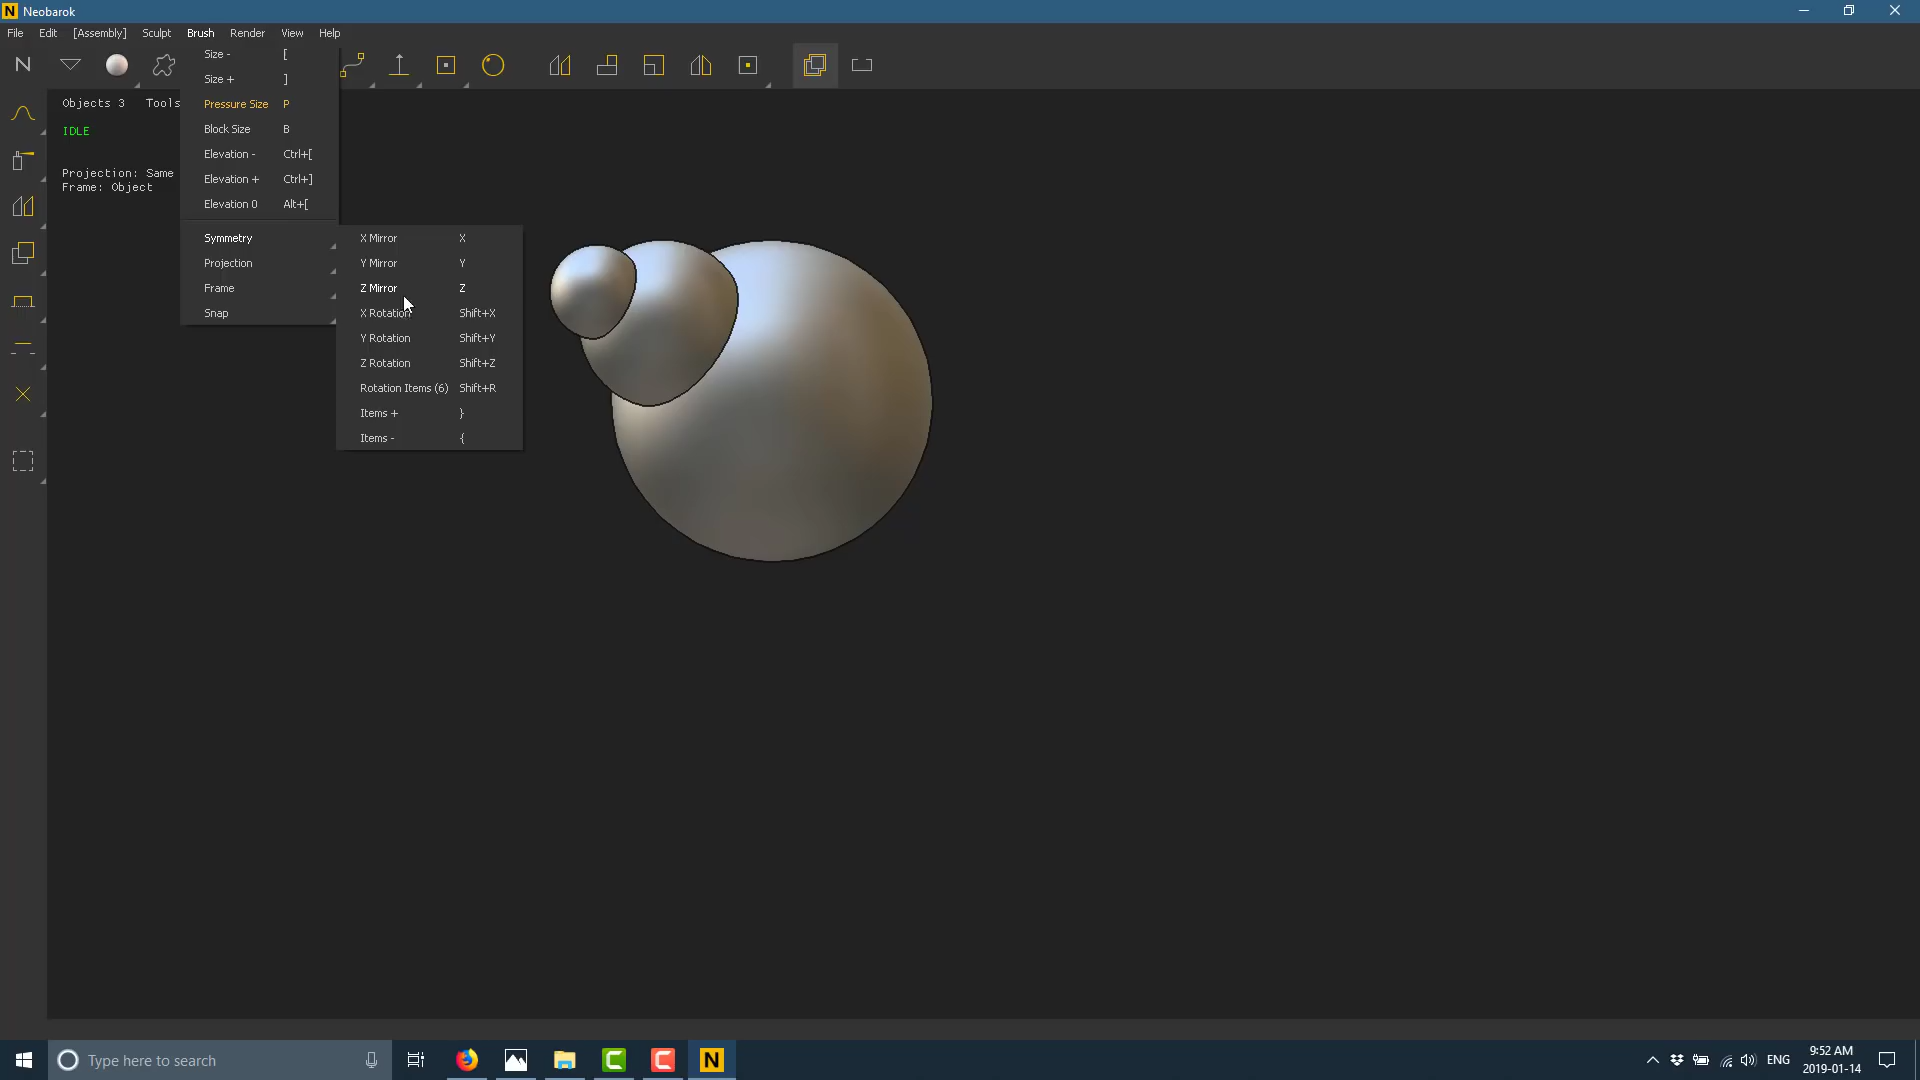 Neobarok
File Edit [Assembly] Sculpt Brush Render View Help
Size - [
Size + ]
Pressure Size P
Block Size B
Elevation - Ctrl+[
Elevation + Ctrl+]
Elevation 0 Alt+[
Symmetry
Projection
Frame
Snap
X Mirror X
Y Mirror Y
Z Mirror Z
X Rotation Shift+X
Y Rotation Shift+Y
Z Rotation Shift+Z
Rotation Items (6) Shift+R
Items + }
Items - {
Objects 3 Tools
IDLE
Projection: Same
Frame: Object
Type here to search
ENG
9:52 AM
2019-01-14